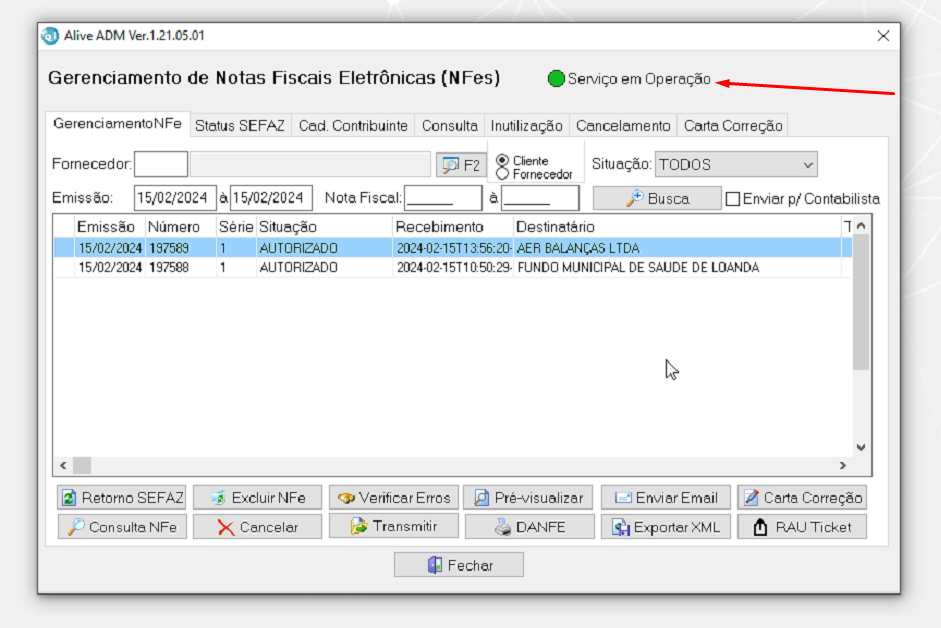 Alive ADM Ver.1.21.05.01
Gerenciamento de Notas Fiscais Eletrônicas (NFes)
Serviço em Operação
GerenciamentoNFe Status SEFAZ Cad. Contribuinte Consulta Inutilização Cancelamento Carta Correção
Fornecedor: F2 Cliente Fornecedor Situação: TODOS
Emissão: 15/02/2024 à 15/02/2024 Nota Fiscal: à Busca Enviar p/ Contabilista
Emissão Número Série Situação Recebimento Destinatário T
15/02/2024 197589 1 AUTORIZADO 2024-02-15T13:56:20- AER BALANÇAS LTDA
15/02/2024 197588 1 AUTORIZADO 2024-02-15T10:50:29- FUNDO MUNICIPAL DE SAUDE DE LOANDA
Retorno SEFAZ Excluir NFe Verificar Erros Pré-visualizar Enviar Email Carta Correção
Consulta NFe Cancelar Transmitir DANFE Exportar XML RAU Ticket
Fechar